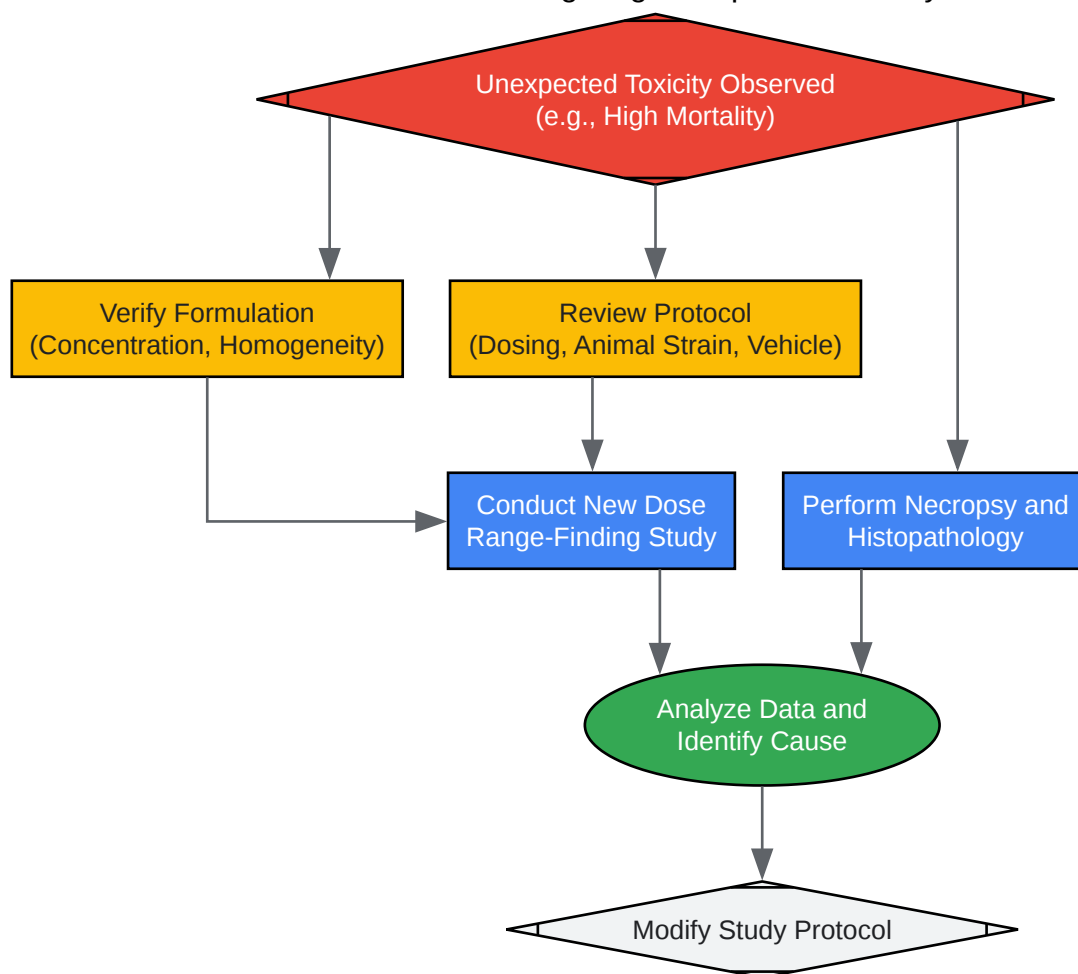 Unexpected Toxicity Observed
(e.g., High Mortality)
Verify Formulation
(Concentration, Homogeneity)
Review Protocol
(Dosing, Animal Strain, Vehicle)
Conduct New Dose
Range-Finding Study
Perform Necropsy and
Histopathology
Analyze Data and
Identify Cause
Modify Study Protocol